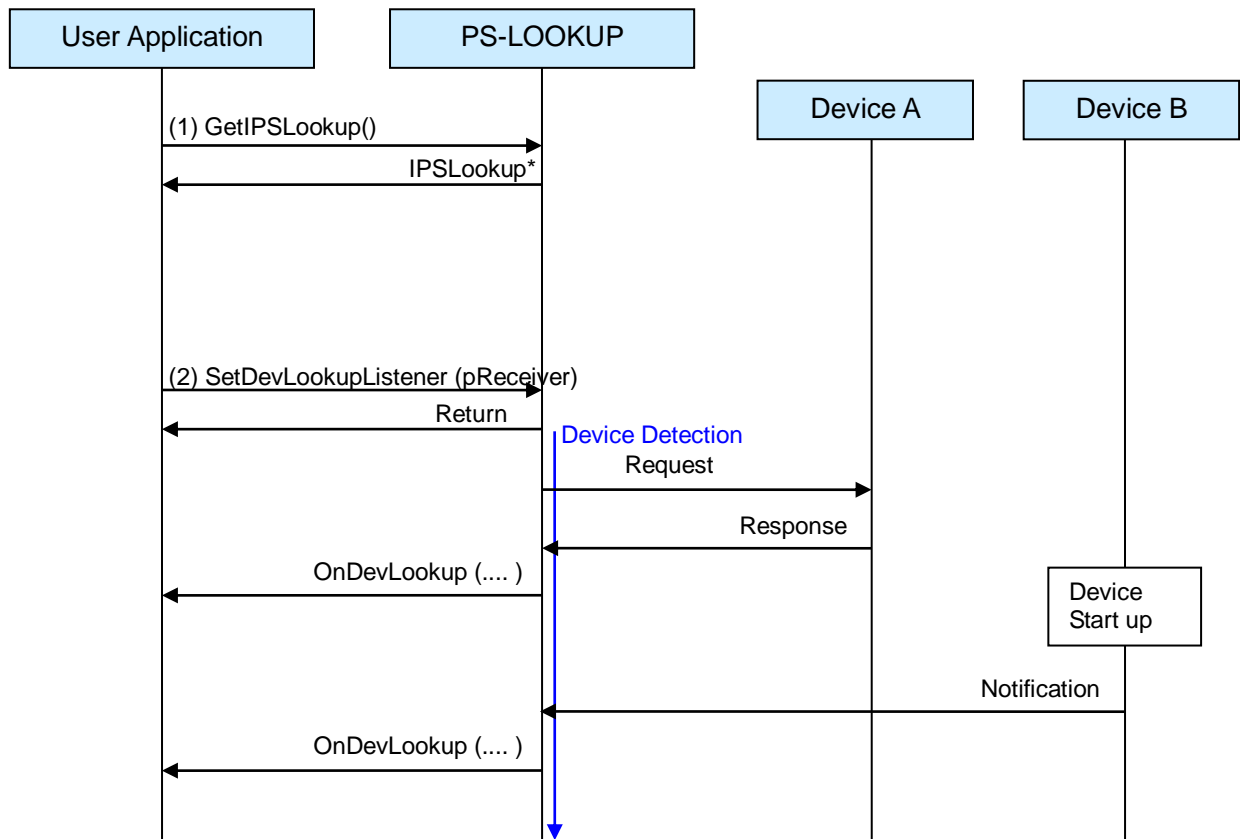 User Application
PS-LOOKUP
Device A
Device B
(1) GetIPSLookup()
IPSLookup*
(2) SetDevLookupListener (pReceiver)
Return
Device Detection
Request
Response
OnDevLookup (.... )
Device
Start up
Notification
OnDevLookup (.... )